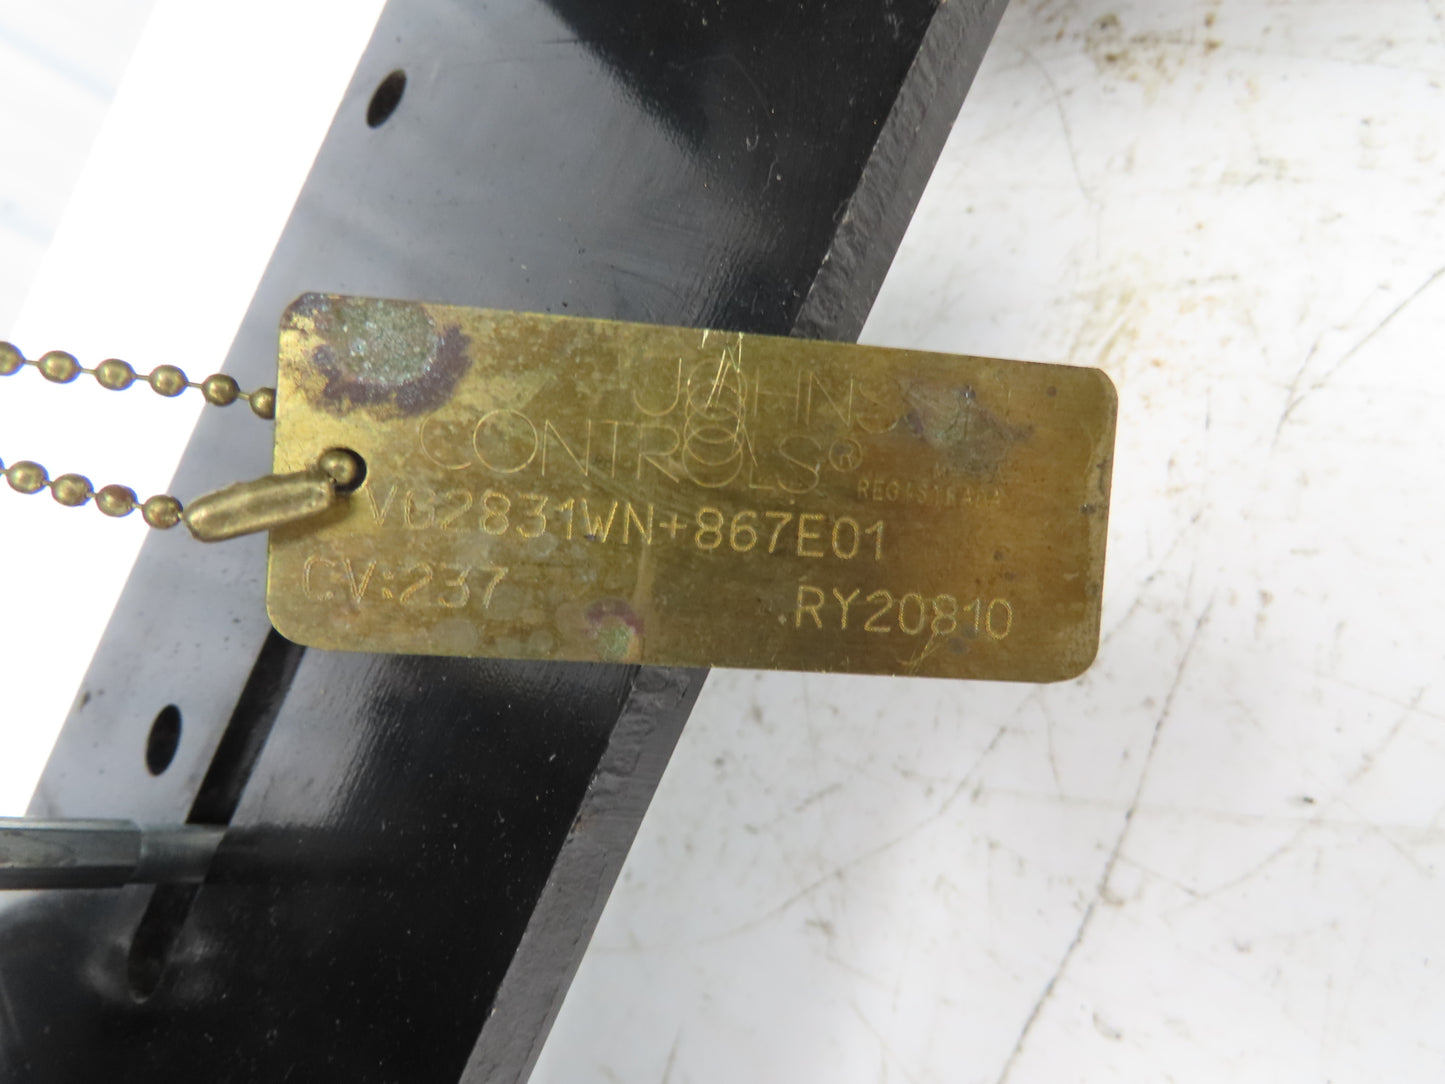 JOHNSON
CONTROLS®
REGISTRADA
VG2831WN+867E01
CV:237 RY20810